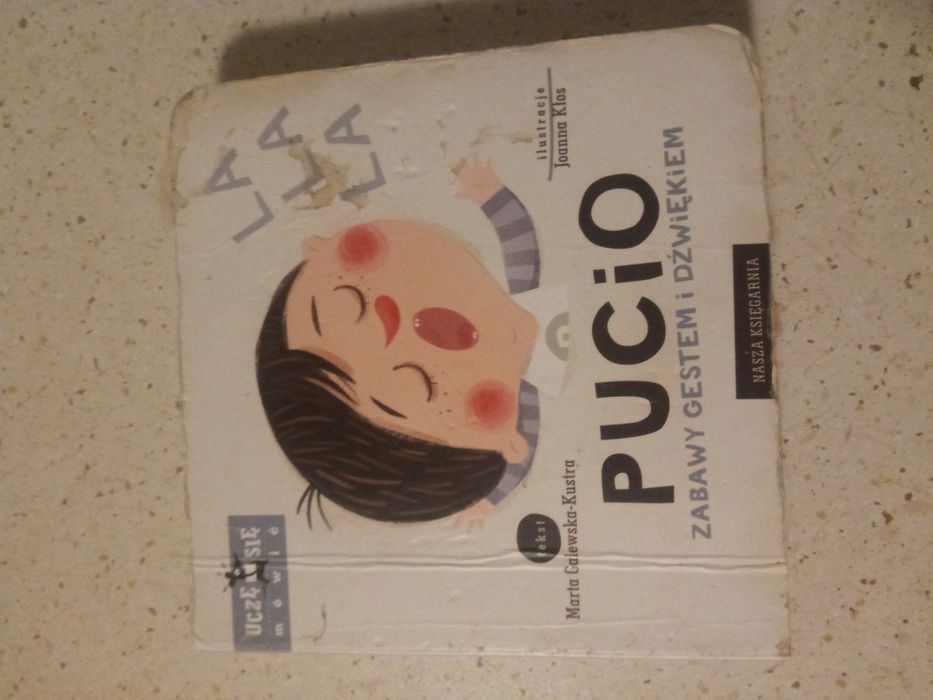 UCZĘ SIĘ
mówić
LA
LA
LA
tekst
Marta Galewska-Kustra
ilustracje
Joanna Kłos
PUCiO
ZABAWY GESTEM i DŹWiĘKiEM
NASZA KSIĘGARNIA